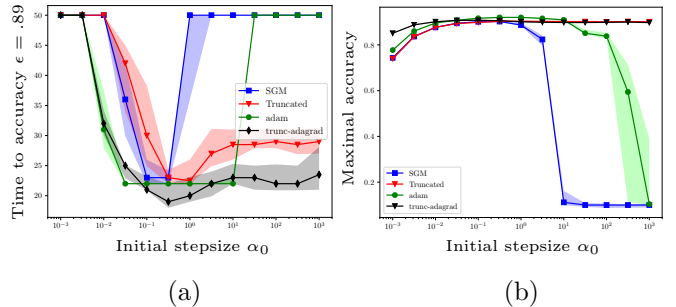 Time to accuracy ϵ = .89
50
45
40
35
30
25
20
SGM
Truncated
adam
trunc-adagrad
10⁻³ 10⁻² 10⁻¹ 10⁰ 10¹ 10² 10³
Initial stepsize α₀
(a)
Maximal accuracy
0.8
0.6
0.4
0.2
SGM
Truncated
adam
trunc-adagrad
10⁻³ 10⁻² 10⁻¹ 10⁰ 10¹ 10² 10³
Initial stepsize α₀
(b)